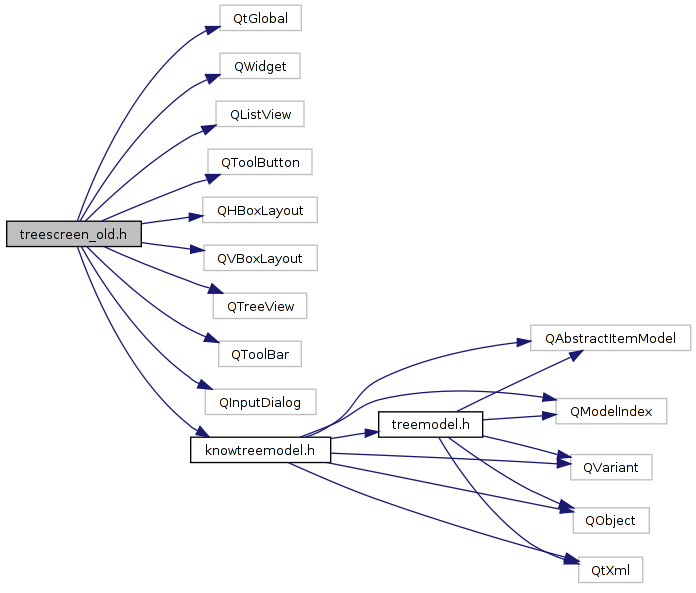 QtGlobal
QWidget
QListView
QToolButton
QHBoxLayout
treescreen_old.h
QVBoxLayout
QTreeView
QToolBar
QInputDialog
knowtreemodel.h
treemodel.h
QAbstractItemModel
QModelIndex
QVariant
QObject
QtXml